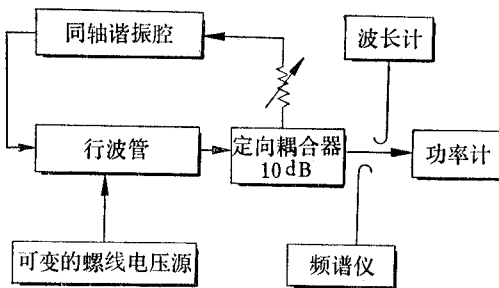 同轴谐振腔
波长计
行波管
定向耦合器
10dB
功率计
可变的螺线电压源
频谱仪